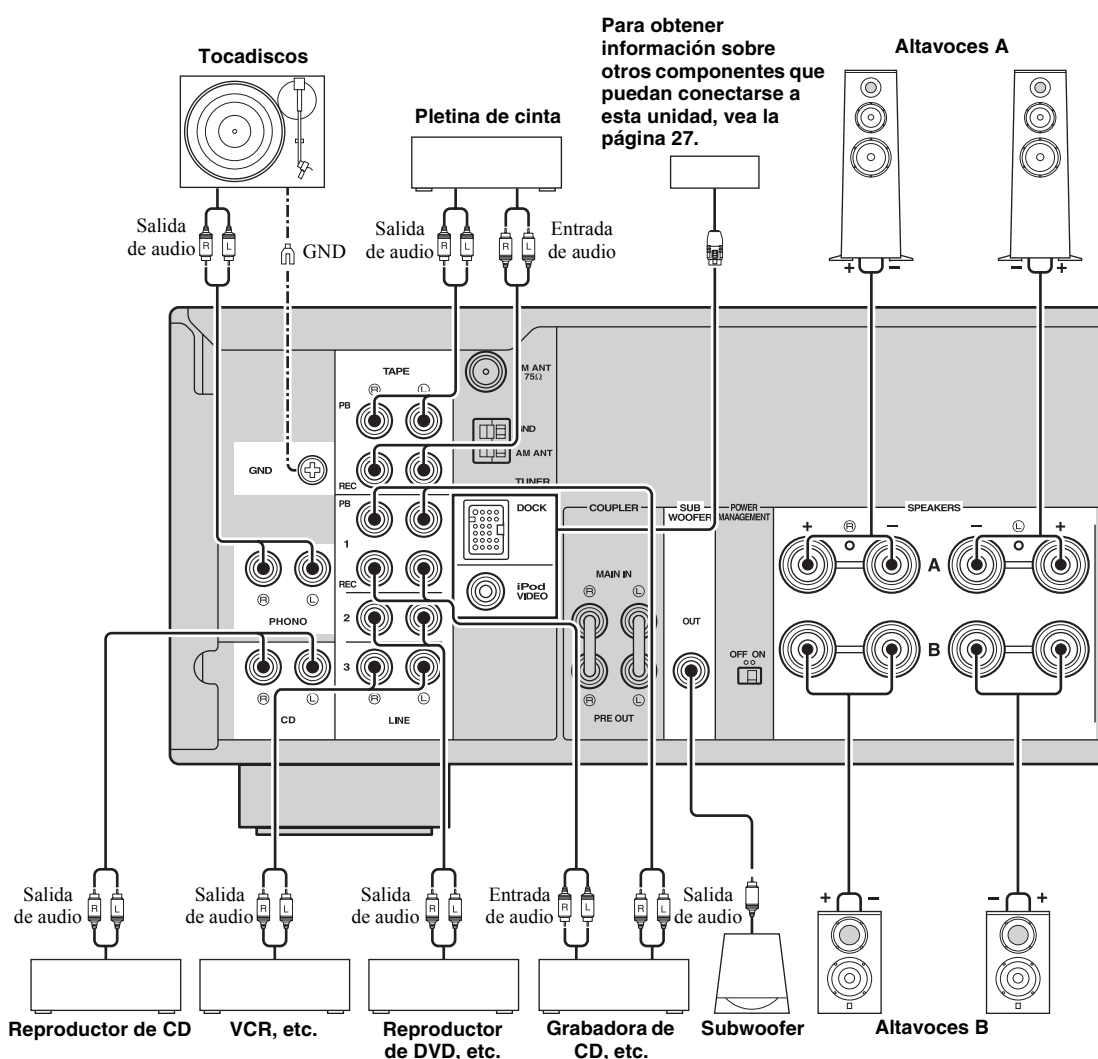 Tocadiscos
Pletina de cinta
Para obtener
información sobre
otros componentes que
puedan conectarse a
esta unidad, vea la
página 27.
Altavoces A
Salida
de audio
R L
GND
Salida
de audio
R L
R L
Entrada
de audio
+ −
− +
TAPE
R L
PB
REC
M ANT
75Ω
GND
AM ANT
TUNER
GND
PB
1
REC
2
3
R L
LINE
R L
PHONO
R L
CD
DOCK
iPod
VIDEO
COUPLER
MAIN IN
R L
R L
PRE OUT
SUB
WOOFER
OUT
POWER
MANAGEMENT
OFF ON
SPEAKERS
+ R −
− L +
A
B
Salida
de audio
R L
Salida
de audio
R L
Salida
de audio
R L
Entrada
de audio
R L
R L
Salida
de audio
+ −
− +
Reproductor de CD
VCR, etc.
Reproductor
de DVD, etc.
Grabadora de
CD, etc.
Subwoofer
Altavoces B